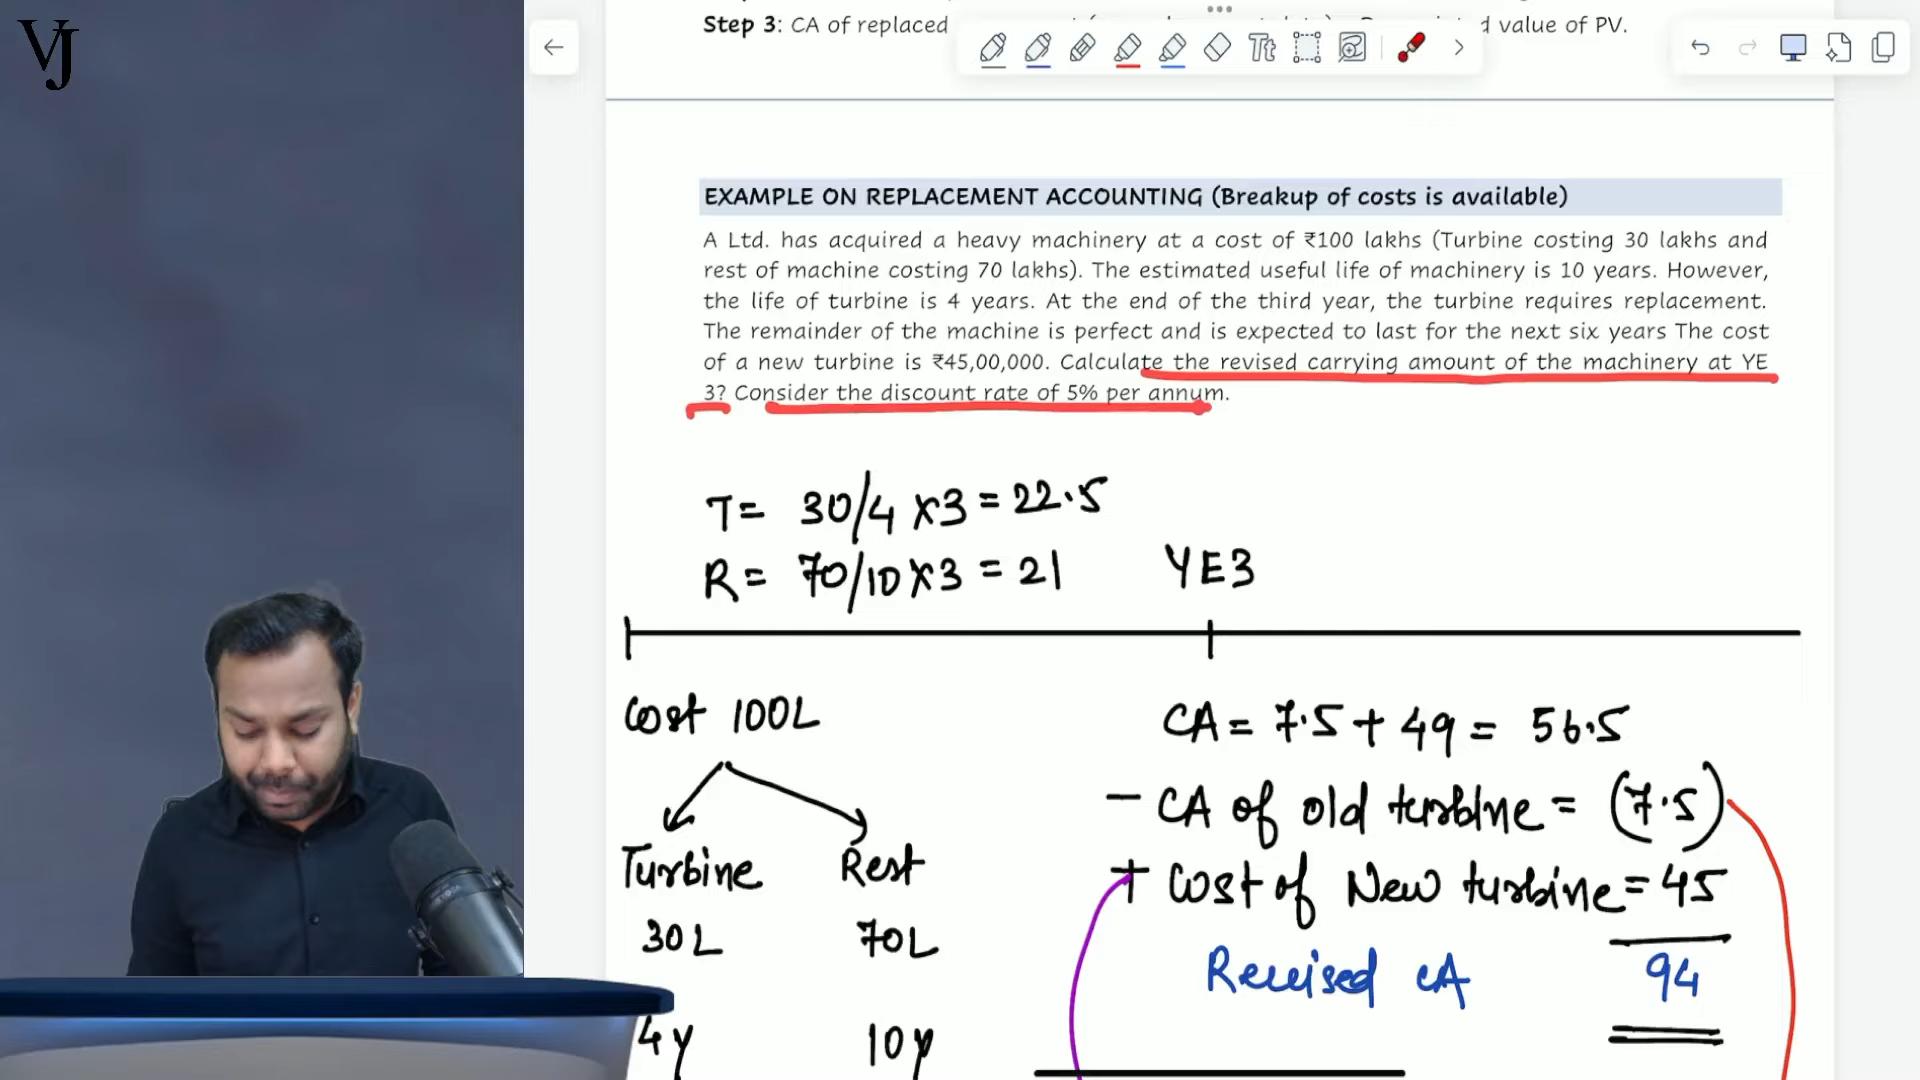 VJ
Step 3: CA of replaced
d value of PV.
Tt
EXAMPLE ON REPLACEMENT ACCOUNTING (Breakup of costs is available)
A Ltd. has acquired a heavy machinery at a cost of ₹100 lakhs (Turbine costing 30 lakhs and
rest of machine costing 70 lakhs). The estimated useful life of machinery is 10 years. However,
the life of turbine is 4 years. At the end of the third year, the turbine requires replacement.
The remainder of the machine is perfect and is expected to last for the next six years The cost
of a new turbine is ₹45,00,000. Calculate the revised carrying amount of the machinery at YE
3? Consider the discount rate of 5% per annum.
T = 30/4 x3 = 22.5
R = 70/10 x3 = 21
YE3
Cost 100L
CA = 7.5 + 49 = 56.5
- CA of old turbine = (7.5)
Turbine Rest
+ Cost of New turbine = 45
30L 70L
Revised CA 94
4y 10y